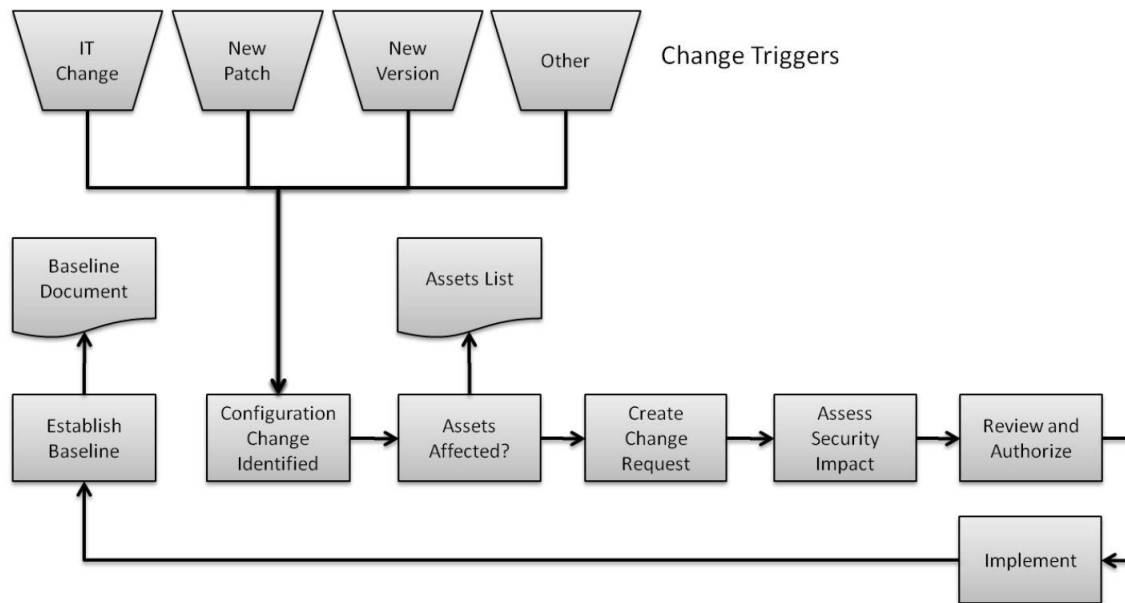 IT
Change
New
Patch
New
Version
Other
Change Triggers
Baseline
Document
Assets List
Establish
Baseline
Configuration
Change
Identified
Assets
Affected?
Create
Change
Request
Assess
Security
Impact
Review and
Authorize
Implement